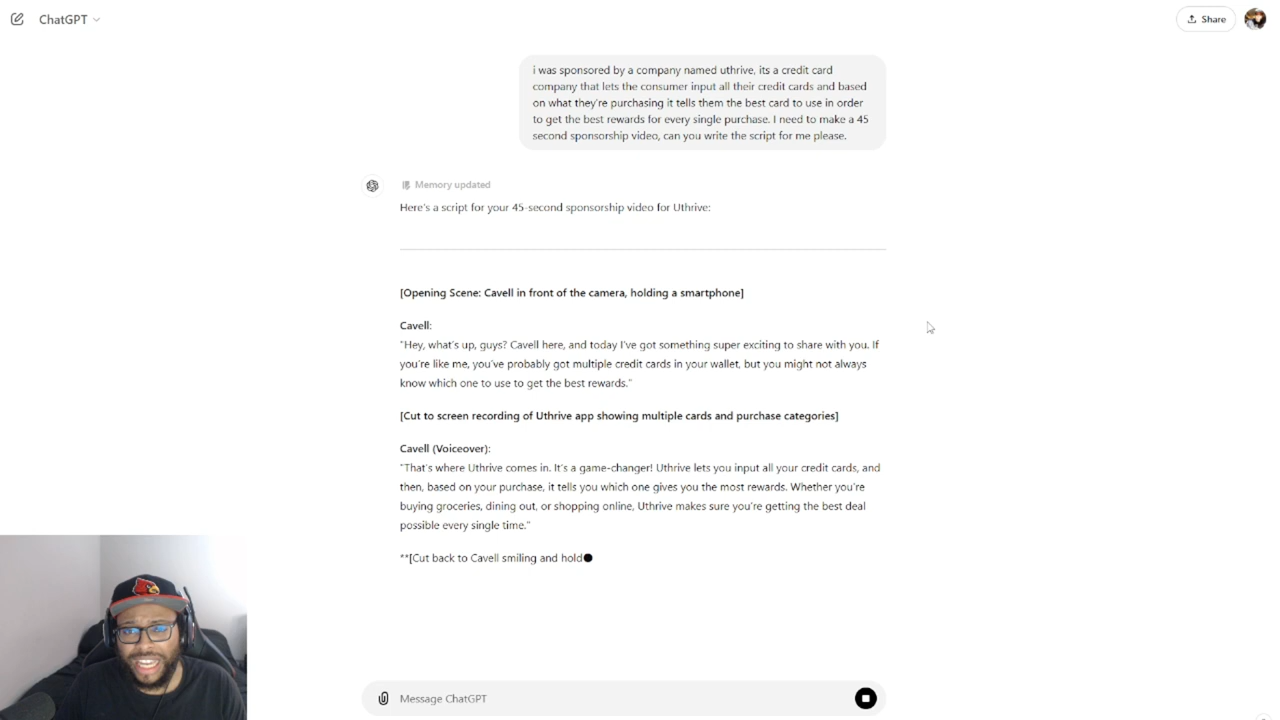 ChatGPT
Share
i was sponsored by a company named uthrive, its a credit card
company that lets the consumer input all their credit cards and based
on what they're purchasing it tells them the best card to use in order
to get the best rewards for every single purchase. I need to make a 45
second sponsorship video, can you write the script for me please.
Memory updated
Here's a script for your 45-second sponsorship video for Uthrive:
[Opening Scene: Cavell in front of the camera, holding a smartphone]
Cavell:
"Hey, what's up, guys? Cavell here, and today I've got something super exciting to share with you. If
you're like me, you've probably got multiple credit cards in your wallet, but you might not always
know which one to use to get the best rewards."
[Cut to screen recording of Uthrive app showing multiple cards and purchase categories]
Cavell (Voiceover):
"That's where Uthrive comes in. It's a game-changer! Uthrive lets you input all your credit cards, and
then, based on your purchase, it tells you which one gives you the most rewards. Whether you're
buying groceries, dining out, or shopping online, Uthrive makes sure you're getting the best deal
possible every single time."
**[Cut back to Cavell smiling and hold
Message ChatGPT